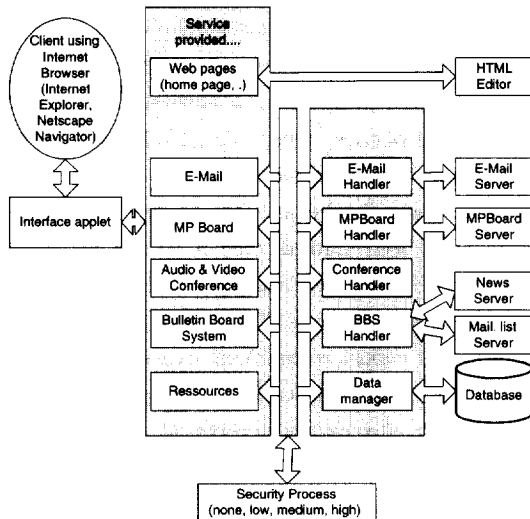 Client using
Internet
Browser
(Internet
Explorer,
Netscape
Navigator)
Interface applet
Service
provided....
Web pages
(home page, .)
E-Mail
MP Board
Audio & Video
Conference
Bulletin Board
System
Ressources
E-Mail
Handler
MPBoard
Handler
Conference
Handler
BBS
Handler
Data
manager
HTML
Editor
E-Mail
Server
MPBoard
Server
News
Server
Mail. list
Server
Database
Security Process
(none, low, medium, high)